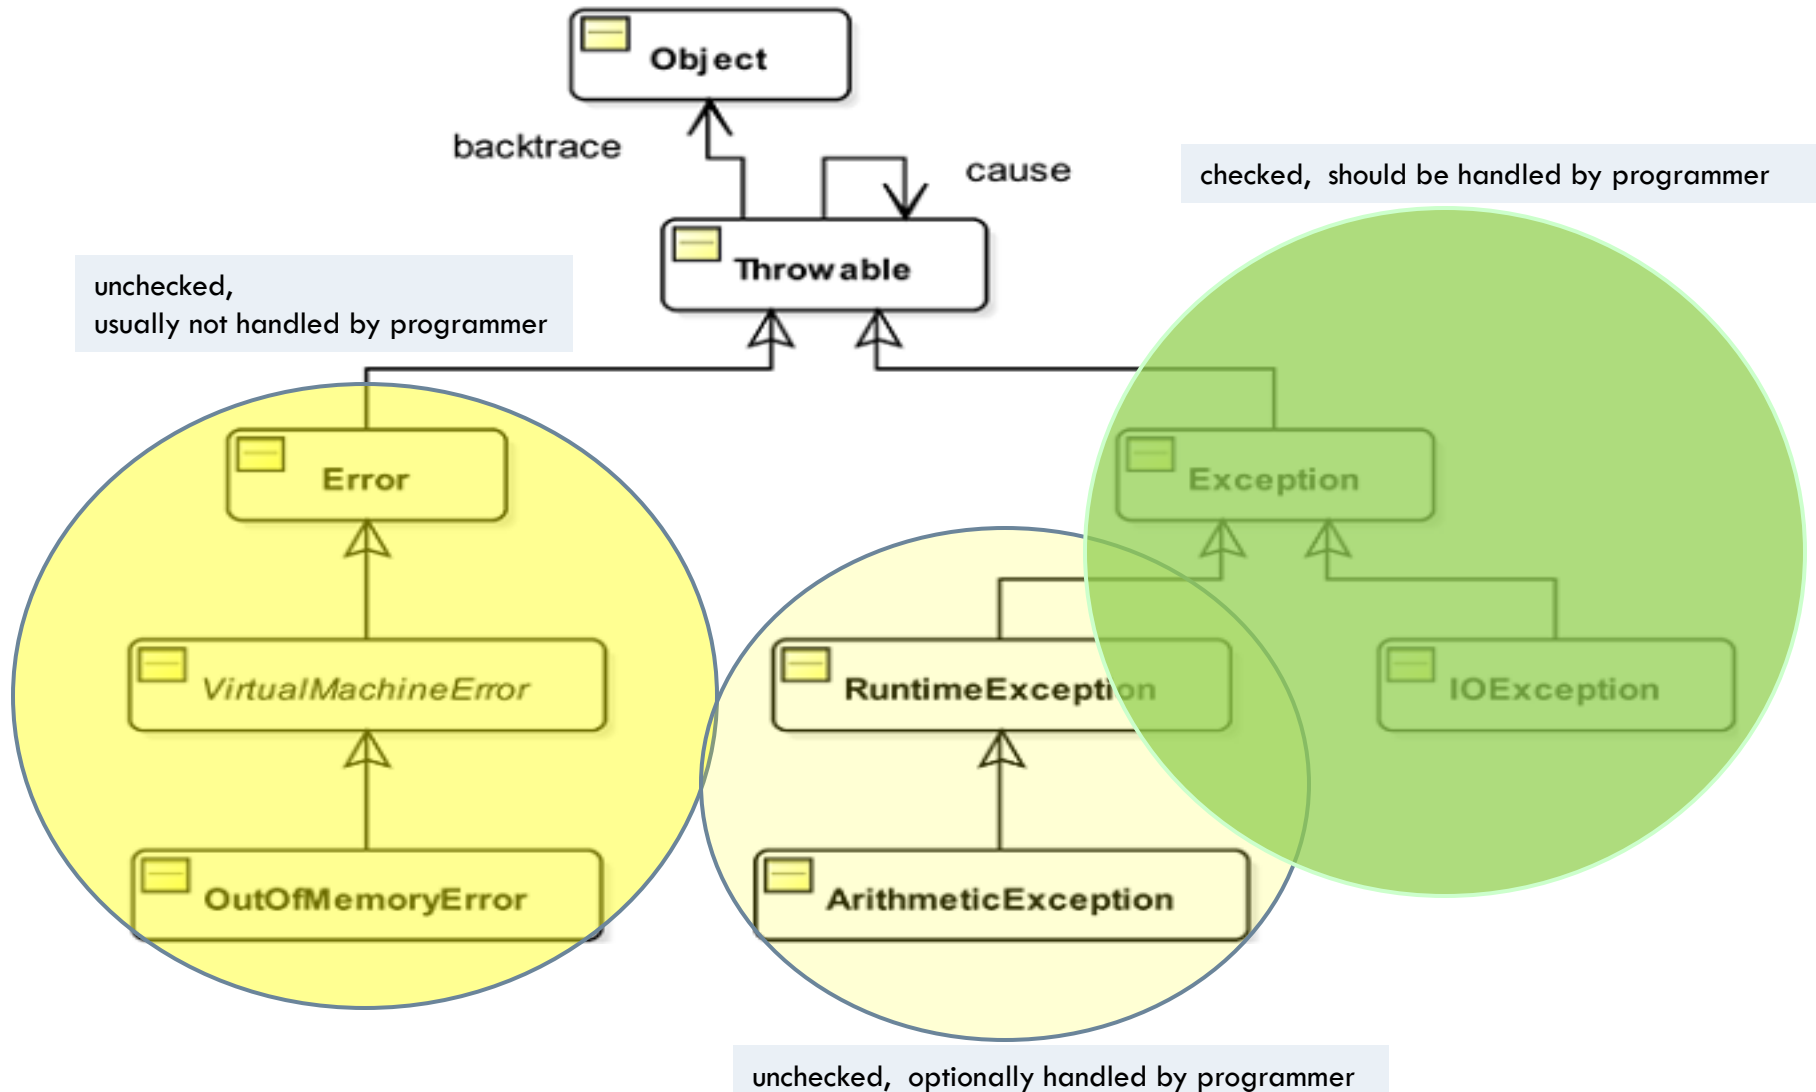 Object
backtrace
cause
checked, should be handled by programmer
Throwable
unchecked,
usually not handled by programmer
Error
Exception
VirtualMachineError
RuntimeException
IOException
OutOfMemoryError
ArithmeticException
unchecked, optionally handled by programmer